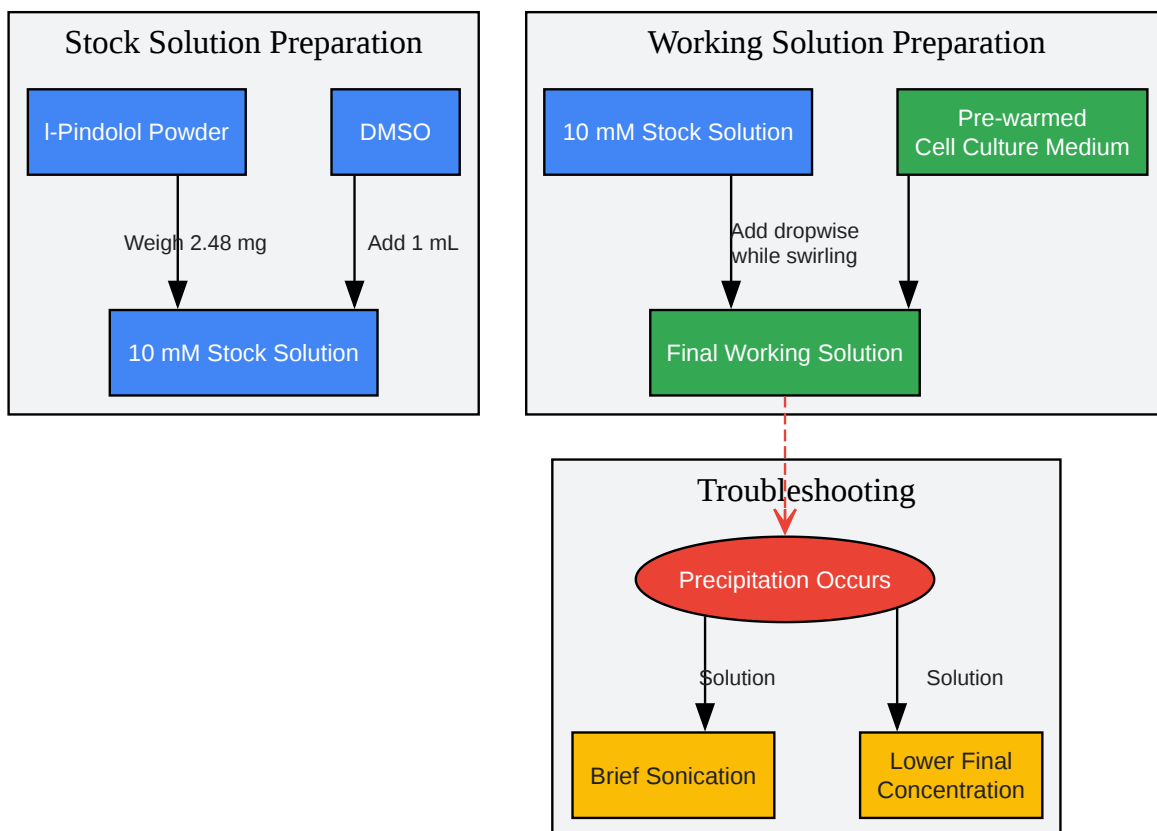 Stock Solution Preparation
l-Pindolol Powder
DMSO
Weigh 2.48 mg
Add 1 mL
10 mM Stock Solution
Working Solution Preparation
10 mM Stock Solution
Pre-warmed
Cell Culture Medium
Add dropwise
while swirling
Final Working Solution
Troubleshooting
Precipitation Occurs
Solution
Solution
Brief Sonication
Lower Final
Concentration